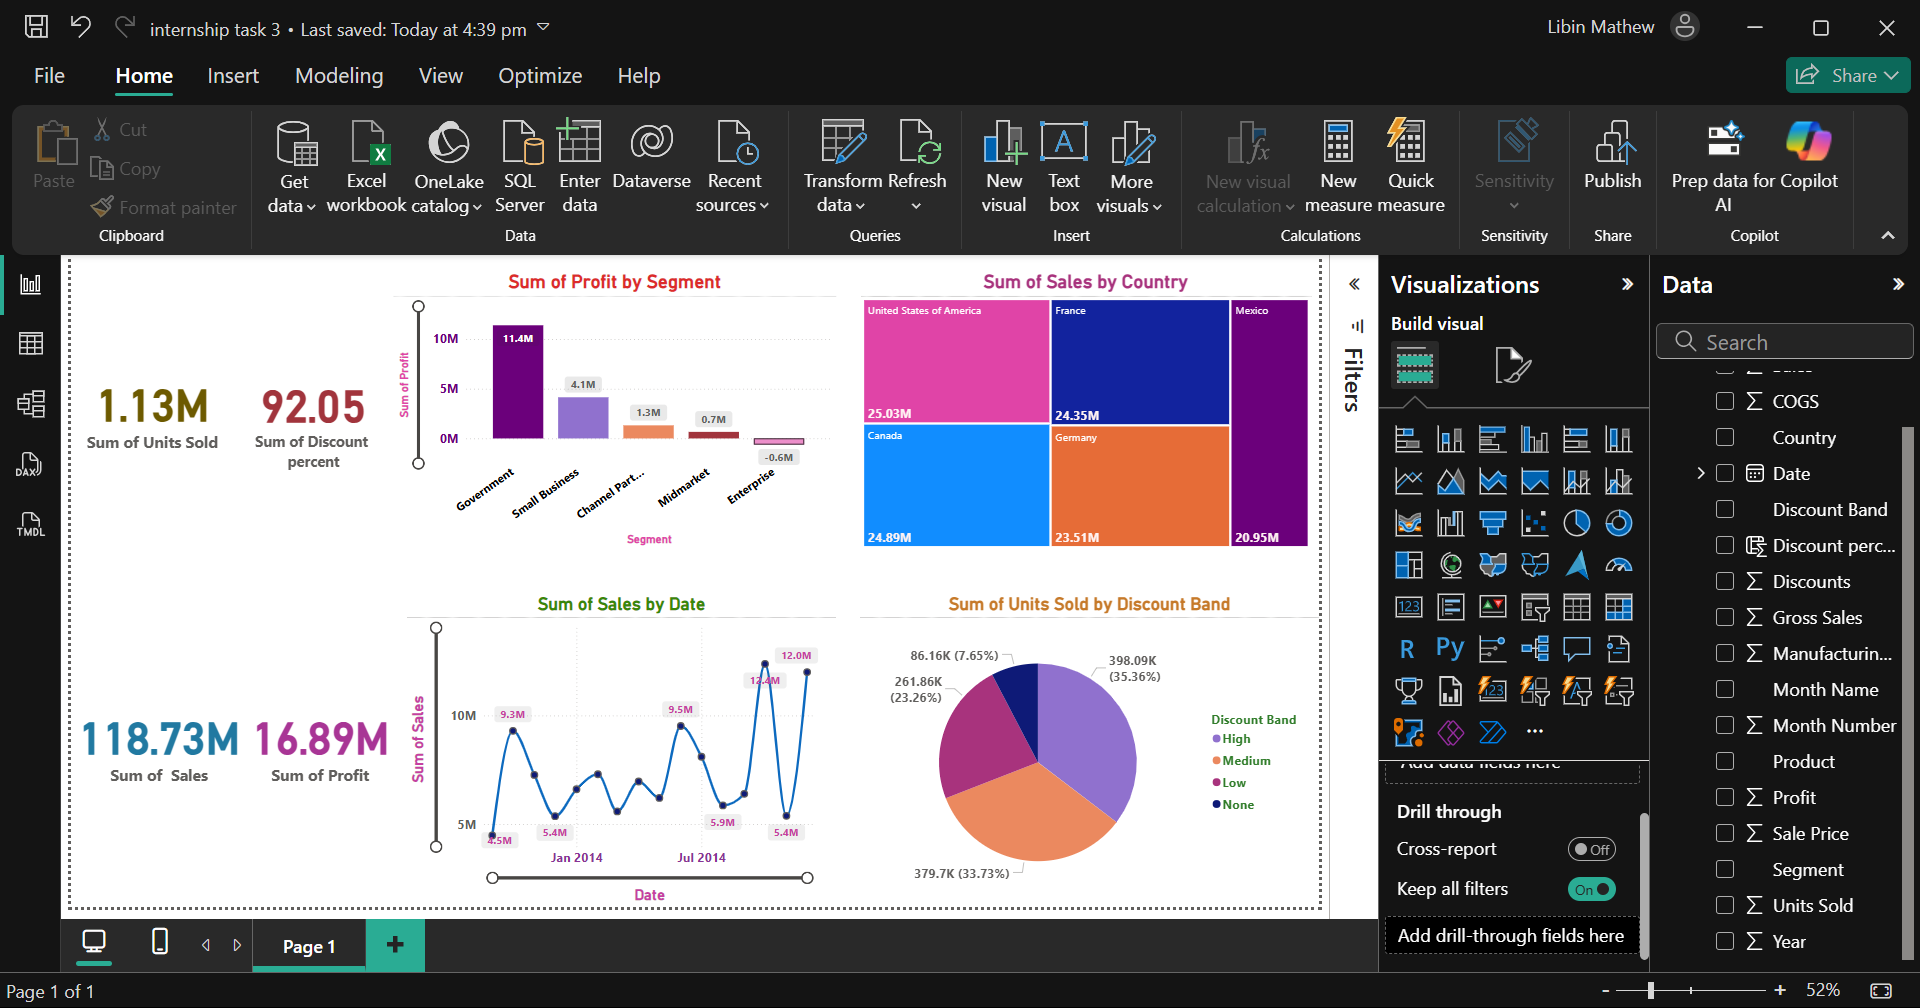 internship task 3 • Last saved: Today at 4:39 pm
Libin Mathew
File
Home
Insert
Modeling
View
Optimize
Help
Share
Paste
Cut
Copy
Format painter
Clipboard
Get data
Excel workbook
OneLake catalog
SQL Server
Enter data
Dataverse
Recent sources
Data
Transform data
Refresh
Queries
New visual
Text box
More visuals
Insert
New visual calculation
New measure
Quick measure
Calculations
Sensitivity
Sensitivity
Publish
Share
Prep data for AI
Copilot
Copilot
1.13M
Sum of Units Sold
92.05
Sum of Discount
percent
118.73M
Sum of Sales
16.89M
Sum of Profit
Sum of Profit by Segment
Sum of Profit
10M
5M
0M
11.4M
4.1M
1.3M
0.7M
-0.6M
Government
Small Business
Channel Part...
Midmarket
Enterprise
Segment
Sum of Sales by Country
United States of America
25.03M
France
24.35M
Mexico
20.95M
Canada
24.89M
Germany
23.51M
Sum of Sales by Date
Sum of Sales
10M
5M
4.5M
9.3M
5.4M
9.5M
5.9M
12.4M
5.4M
12.0M
Jan 2014
Jul 2014
Date
Sum of Units Sold by Discount Band
86.16K (7.65%)
261.86K
(23.26%)
398.09K
(35.36%)
379.7K (33.73%)
Discount Band
High
Medium
Low
None
Filters
Visualizations
Build visual
123
R
Py
123
Add data fields here
Drill through
Cross-report
Off
Keep all filters
On
Add drill-through fields here
Data
Search
COGS
Country
Date
Discount Band
Discount perc...
Discounts
Gross Sales
Manufacturin...
Month Name
Month Number
Product
Profit
Sale Price
Segment
Units Sold
Year
DAX
TMDL
Page 1
Page 1 of 1
52%